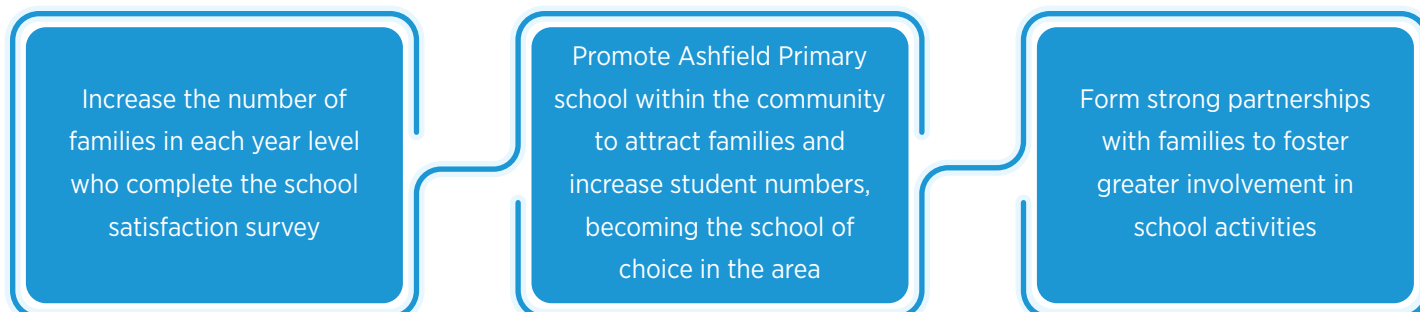 Increase the number of
families in each year level
who complete the school
satisfaction survey
Promote Ashfield Primary
school within the community
to attract families and
increase student numbers,
becoming the school of
choice in the area
Form strong partnerships
with families to foster
greater involvement in
school activities